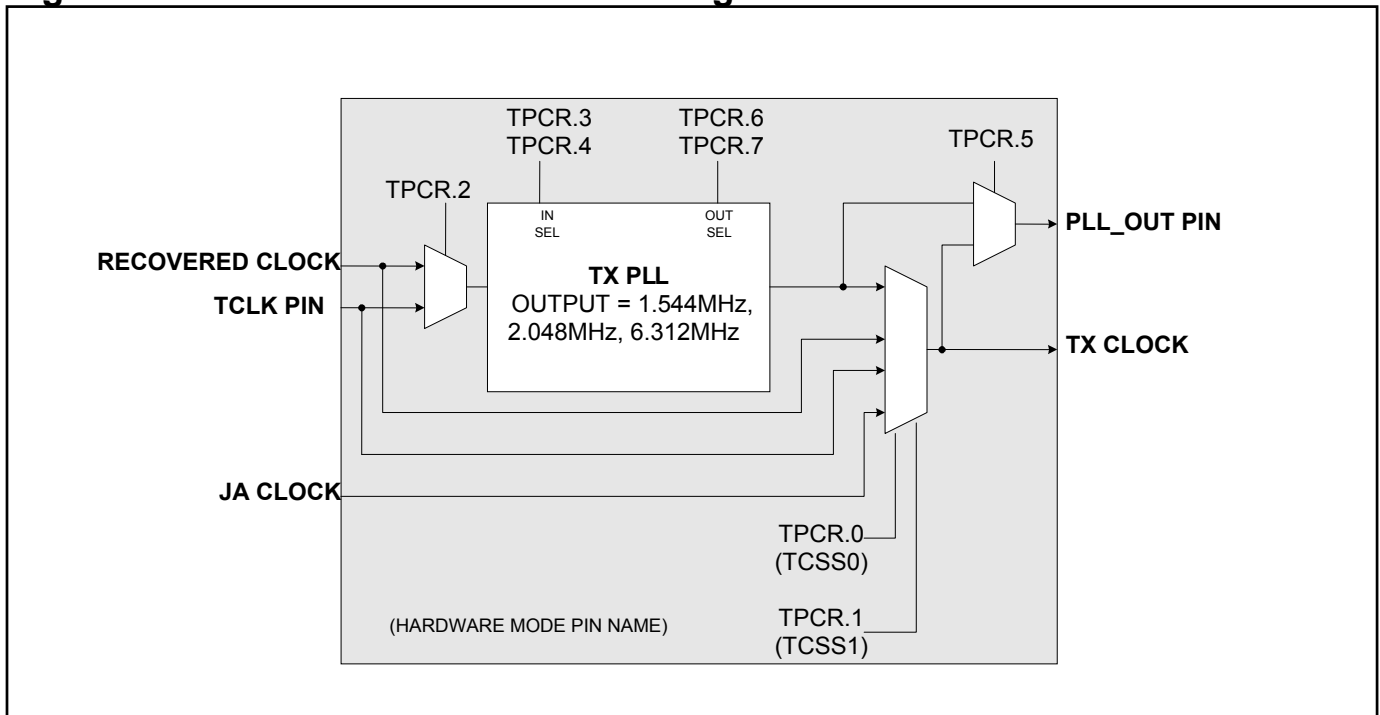 TPCR.3
TPCR.4
TPCR.6
TPCR.7
TPCR.5
TPCR.2
IN
SEL
OUT
SEL
PLL_OUT PIN
RECOVERED CLOCK
TX PLL
TCLK PIN
OUTPUT = 1.544MHz,
2.048MHz, 6.312MHz
TX CLOCK
JA CLOCK
TPCR.0
(TCSS0)
TPCR.1
(TCSS1)
(HARDWARE MODE PIN NAME)